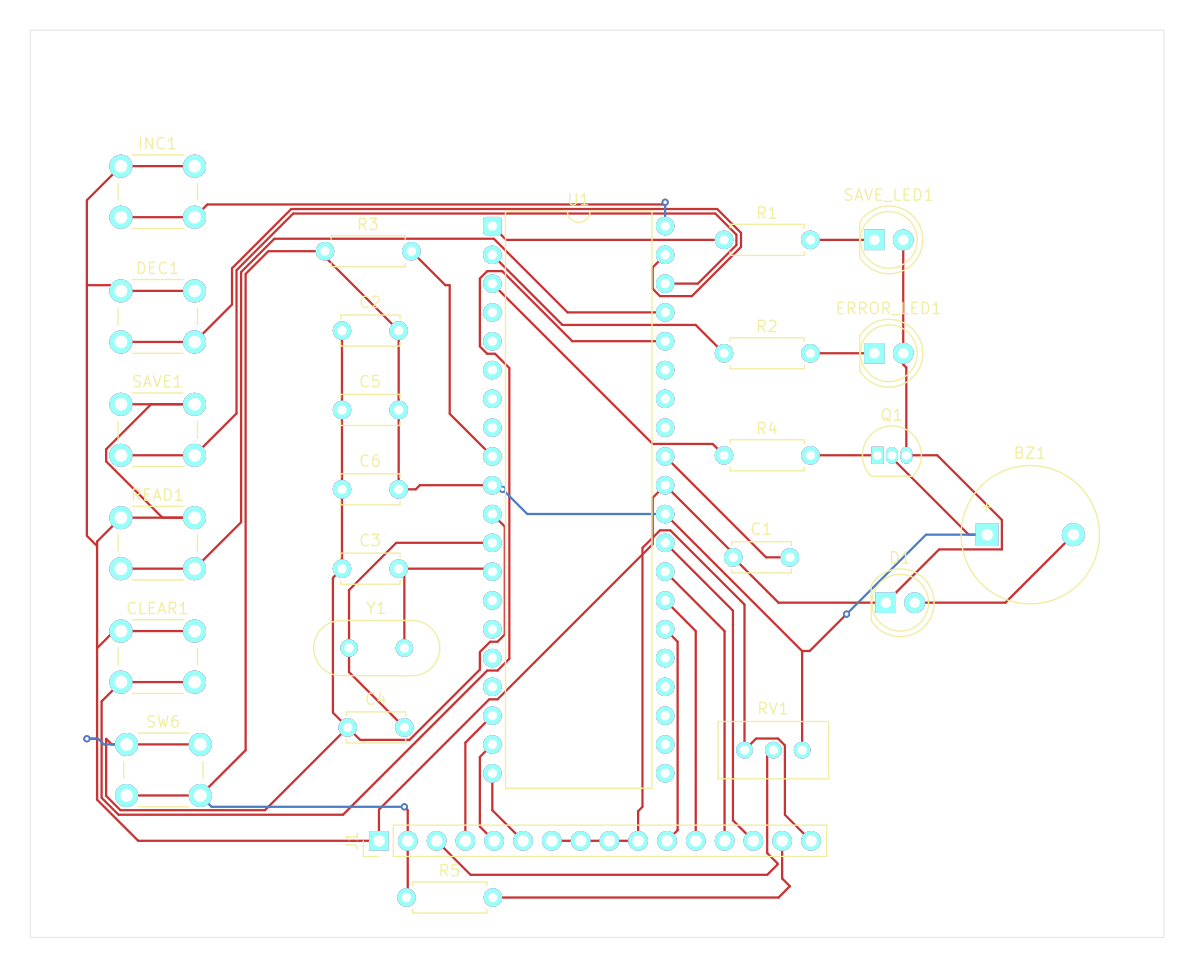 INC1
SAVE_LED1
U1
R1
R3
DEC1
C2
ERROR_LED1
R2
SAVE1
C5
Q1
R4
BZ1
C6
READ1
+
C1
C3
D1
CLEAR1
Y1
C4
SW6
RV1
J1
R5